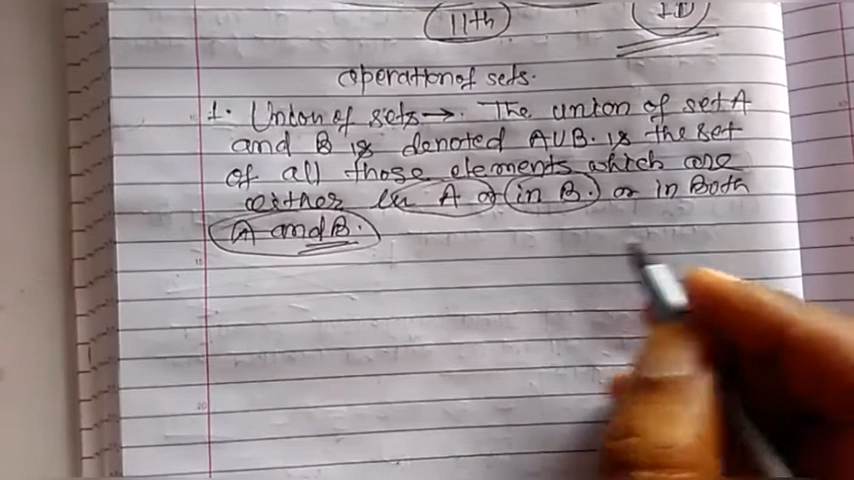 11th
operation of sets.
1. Union of sets → The union of set A
and B is denoted A∪B. is the set
of all those elements which are
either in A or in B. or in Both
A and B.